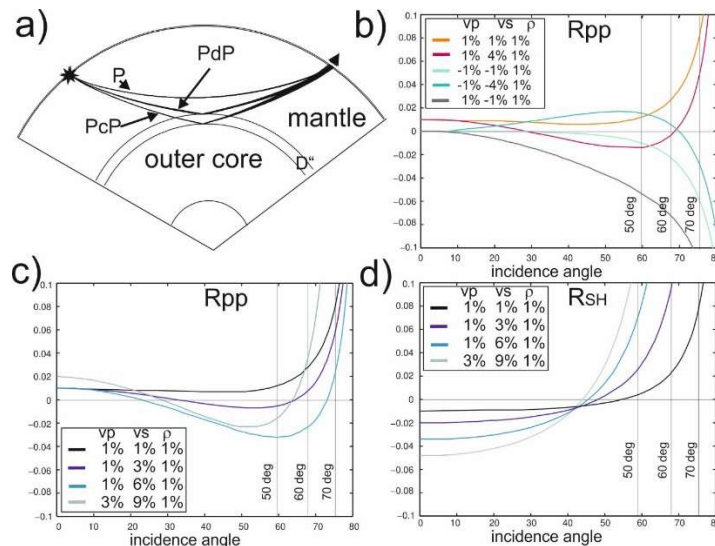 a)
P
PdP
PcP
mantle
outer core
D"
b)
Rpp
vp vs ρ
1% 1% 1%
1% 4% 1%
-1% -1% 1%
-1% -4% 1%
1% -1% 1%
0.1
0.08
0.06
0.04
0.02
0
-0.02
-0.04
-0.06
-0.08
-0.1
50 deg
60 deg
70 deg
0 10 20 30 40 50 60 70 80
incidence angle
c)
Rpp
0.1
0.08
0.06
0.04
0.02
0
-0.02
-0.04
-0.06
-0.08
-0.1
vp vs ρ
1% 1% 1%
1% 3% 1%
1% 6% 1%
3% 9% 1%
50 deg
60 deg
70 deg
0 10 20 30 40 50 60 70 80
incidence angle
d)
RSH
vp vs ρ
1% 1% 1%
1% 3% 1%
1% 6% 1%
3% 9% 1%
0.1
0.08
0.06
0.04
0.02
0
-0.02
-0.04
-0.06
-0.08
-0.1
50 deg
60 deg
70 deg
0 10 20 30 40 50 60 70 80
incidence angle